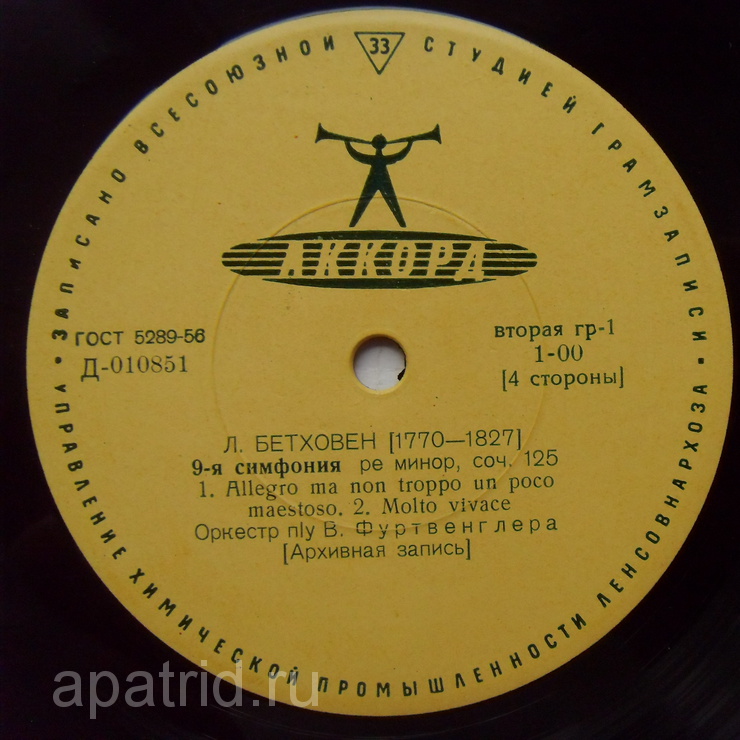 ЗАПИСАНО ВСЕСОЮЗНОЙ 33 СТУДИЕЙ ГРАМЗАПИСИ
АККОРД
ГОСТ 5289-56
Д-010851
вторая гр-1
1-00
[4 стороны]
Л. БЕТХОВЕН [1770—1827]
9-я симфония ре минор, соч. 125
1. Allegro ma non troppo un poco
maestoso. 2. Molto vivace
Оркестр п/у В. Фуртвенглера
[Архивная запись]
УПРАВЛЕНИЕ ХИМИЧЕСКОЙ ПРОМЫШЛЕННОСТИ ЛЕНСОВНАРХОЗА
apatrid.ru